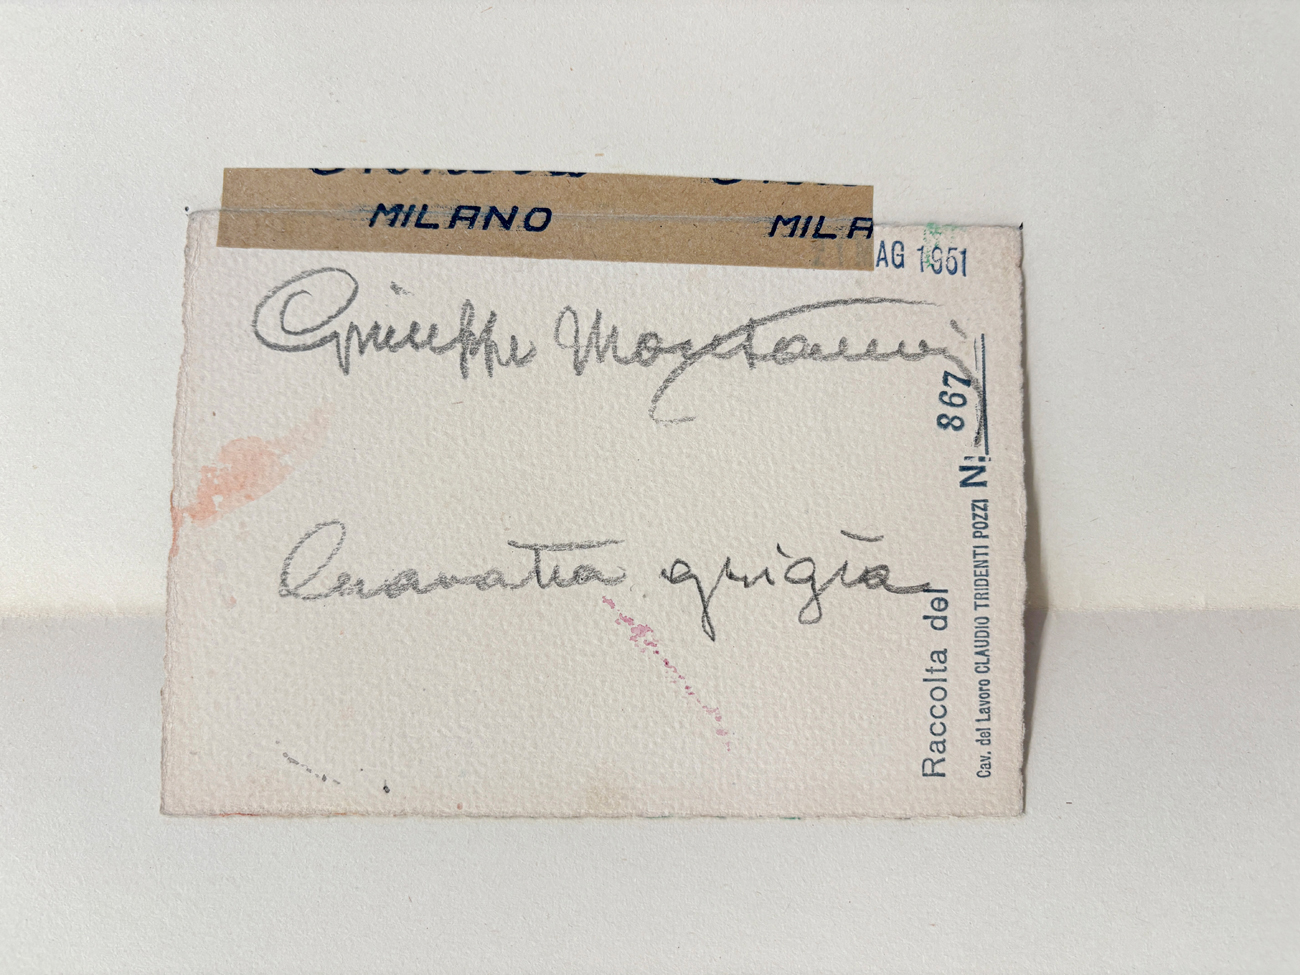 MILANO MILA
AG 1951
Giuseppe Montanari
Cravatta grigia
Raccolta del
Cav. del Lavoro CLAUDIO TRIDENTI POZZI N. 867